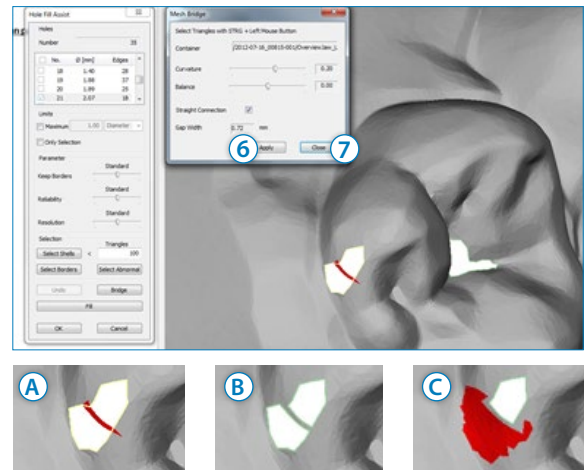 Hole Fill Assist
Holes
Number 35
No. Ø [mm] Edges
18 1.40 28
19 1.88 37
20 1.89 25
21 2.07 18
Limits
Maximum 1.00 Diameter
Only Selection
Parameter
Standard
Keep Borders
Standard
Reliability
Standard
Resolution
Selection
Triangles
Select Shells < 100
Select Borders Select Abnormal
Undo Bridge
Fill
OK Cancel
Mesh Bridge
Select Triangles with STRG + Left Mouse Button
Container
Curvature 0.30
Balance 0.00
Straight Connection
Gap Width 0.72 mm
6 Apply Close 7
A B C